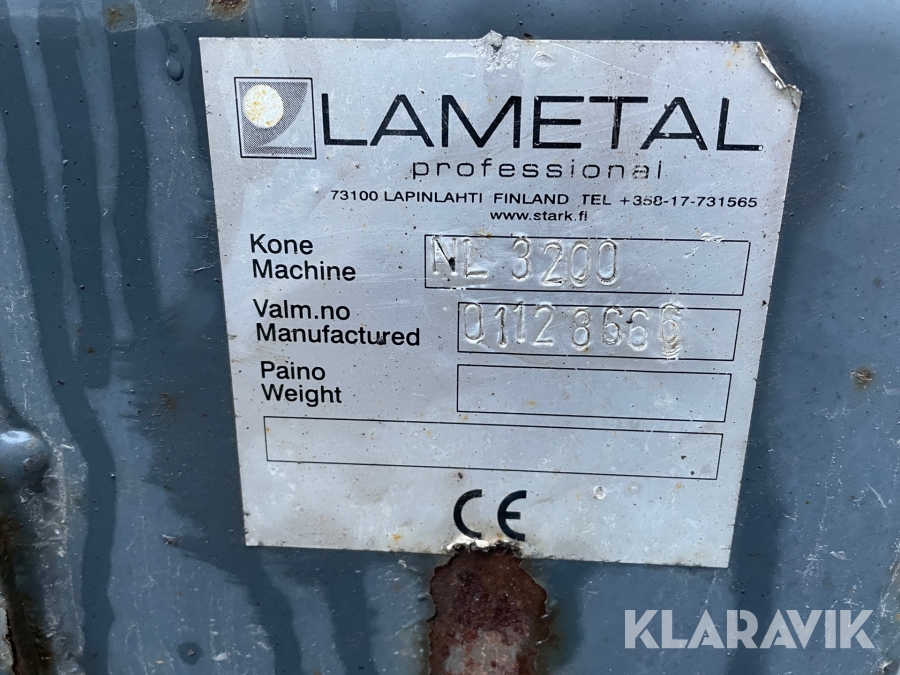 LAMETAL
professional
73100 LAPINLAHTI FINLAND TEL +358-17-731565
www.stark.fi
Kone
Machine
NL 3200
Valm.no
Manufactured
01128666
Paino
Weight
CE
KLARAVIK